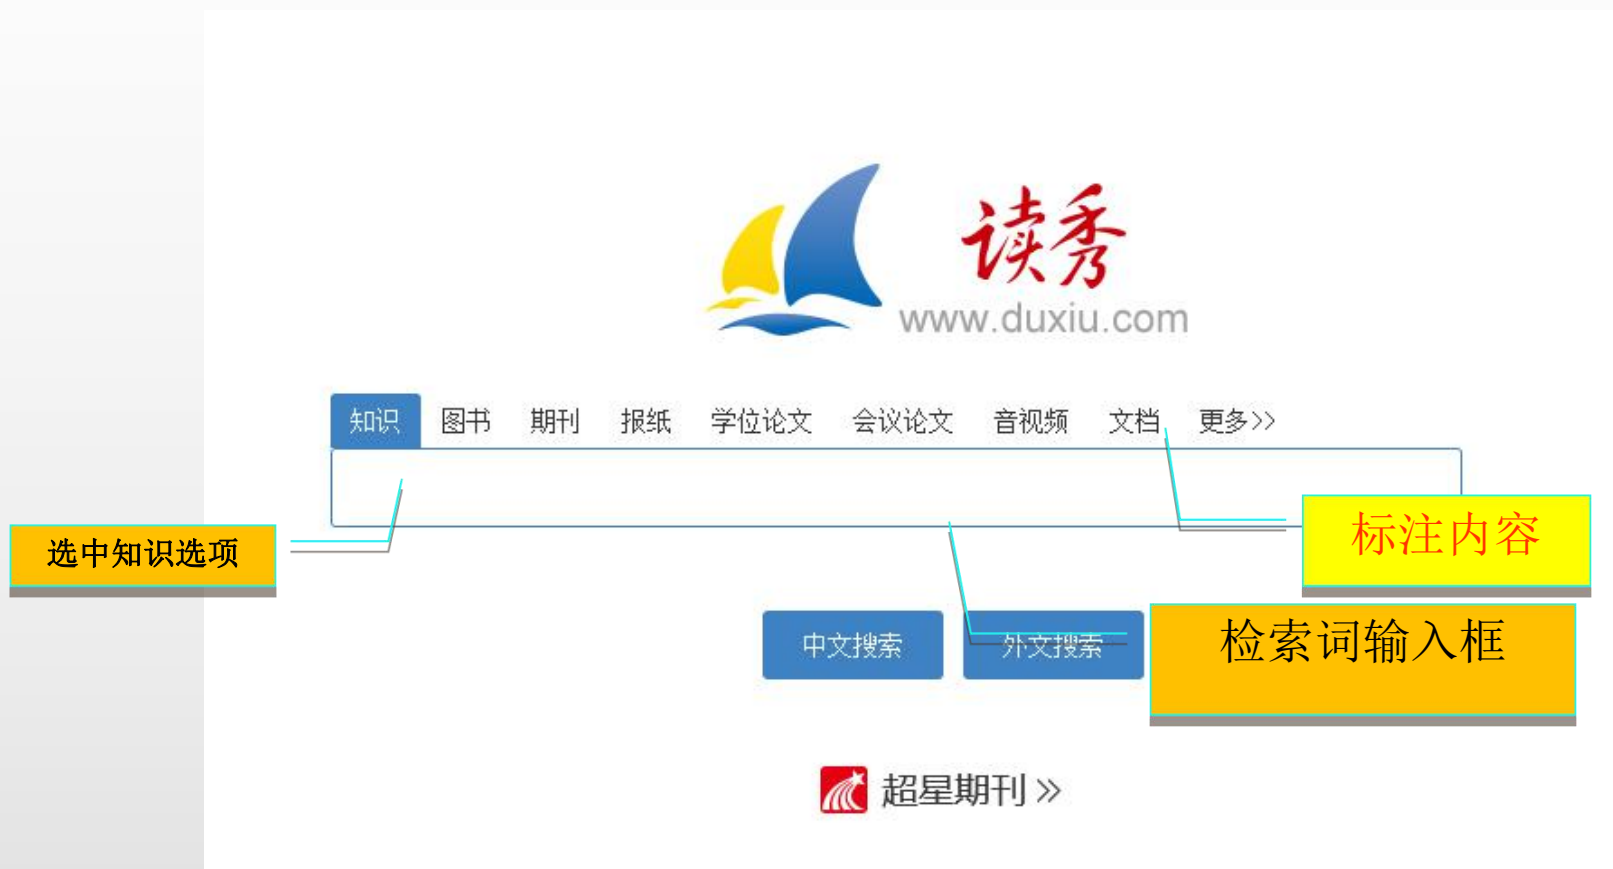 读秀
www.duxiu.com
知识 图书 期刊 报纸 学位论文 会议论文 音视频 文档 更多>>
标注内容
选中知识选项
检索词输入框
中文搜索 外文搜索
超星期刊>>